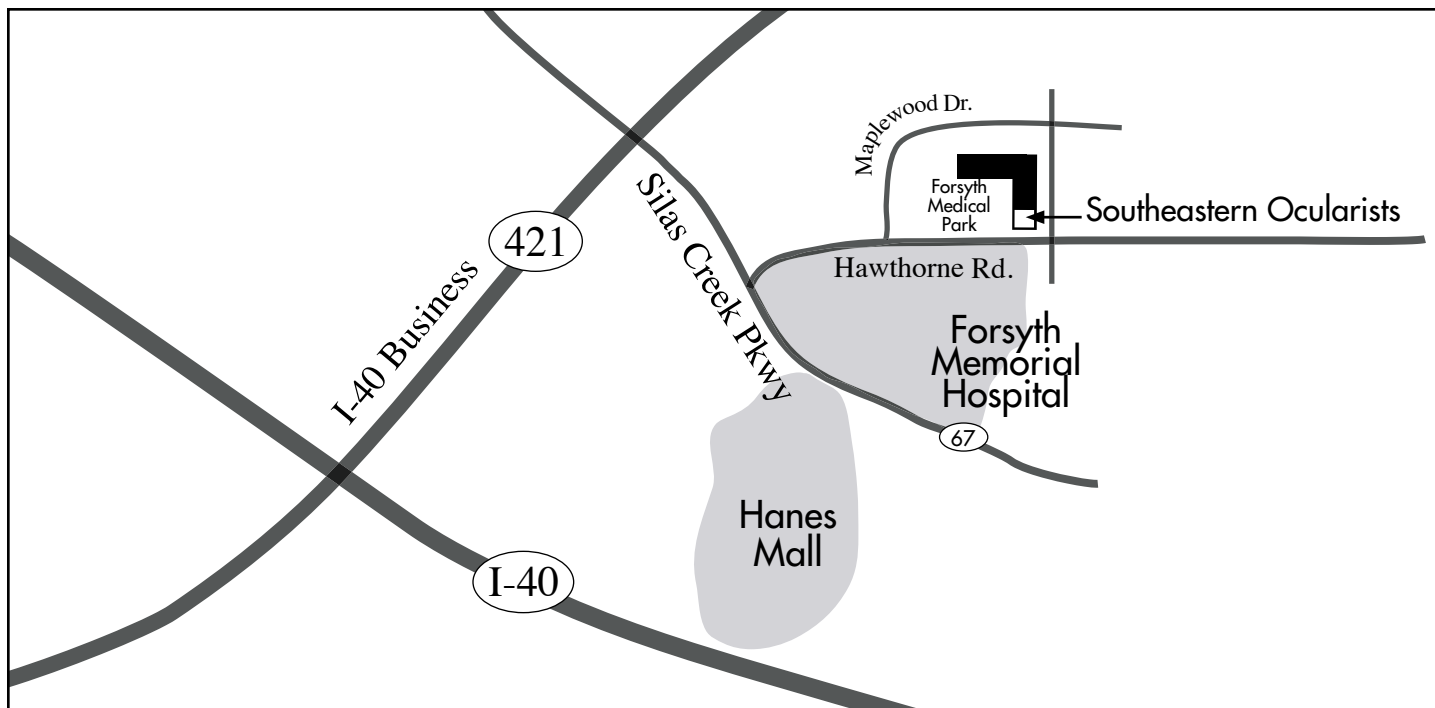 Maplewood Dr.
Forsyth
Medical
Park
Southeastern Ocularists
Silas Creek Pkwy
421
Hawthorne Rd.
I-40 Business
Forsyth
Memorial
Hospital
67
Hanes
Mall
I-40